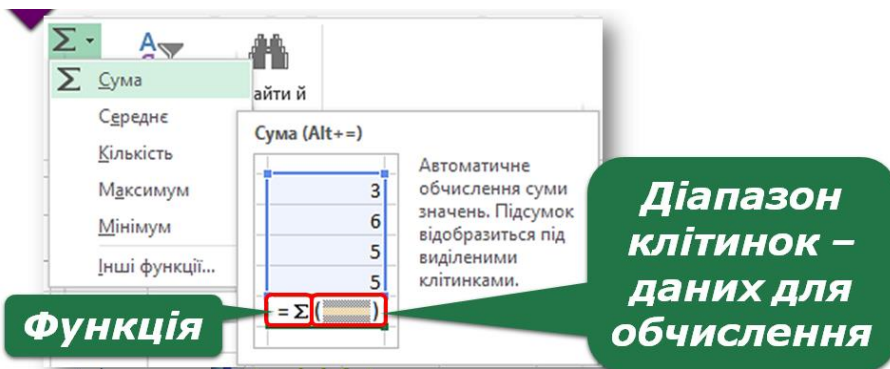 Σ
А
Я
Σ Сума
айти й
Середнє
Кількість
Максимум
Мінімум
Інші функції...
Сума (Alt+=)
3
6
5
5
= Σ ( )
Автоматичне
обчислення суми
значень. Підсумок
відобразиться під
виділеними
клітинками.
Функція
Діапазон
клітинок –
даних для
обчислення